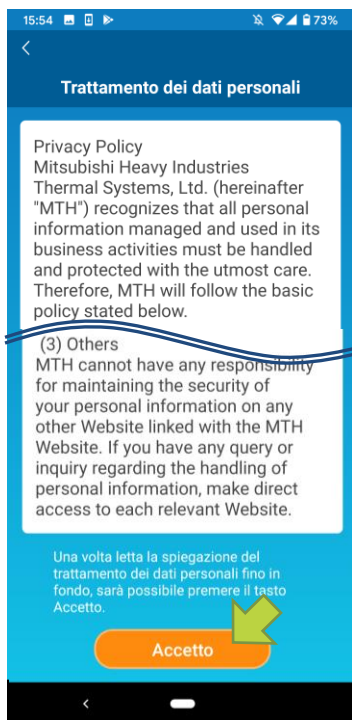 15:54 73%
Trattamento dei dati personali
Privacy Policy
Mitsubishi Heavy Industries
Thermal Systems, Ltd. (hereinafter
"MTH") recognizes that all personal
information managed and used in its
business activities must be handled
and protected with the utmost care.
Therefore, MTH will follow the basic
policy stated below.
(3) Others
MTH cannot have any responsibility
for maintaining the security of
your personal information on any
other Website linked with the MTH
Website. If you have any query or
inquiry regarding the handling of
personal information, make direct
access to each relevant Website.
Una volta letta la spiegazione del
trattamento dei dati personali fino in
fondo, sarà possibile premere il tasto
Accetto.
Accetto